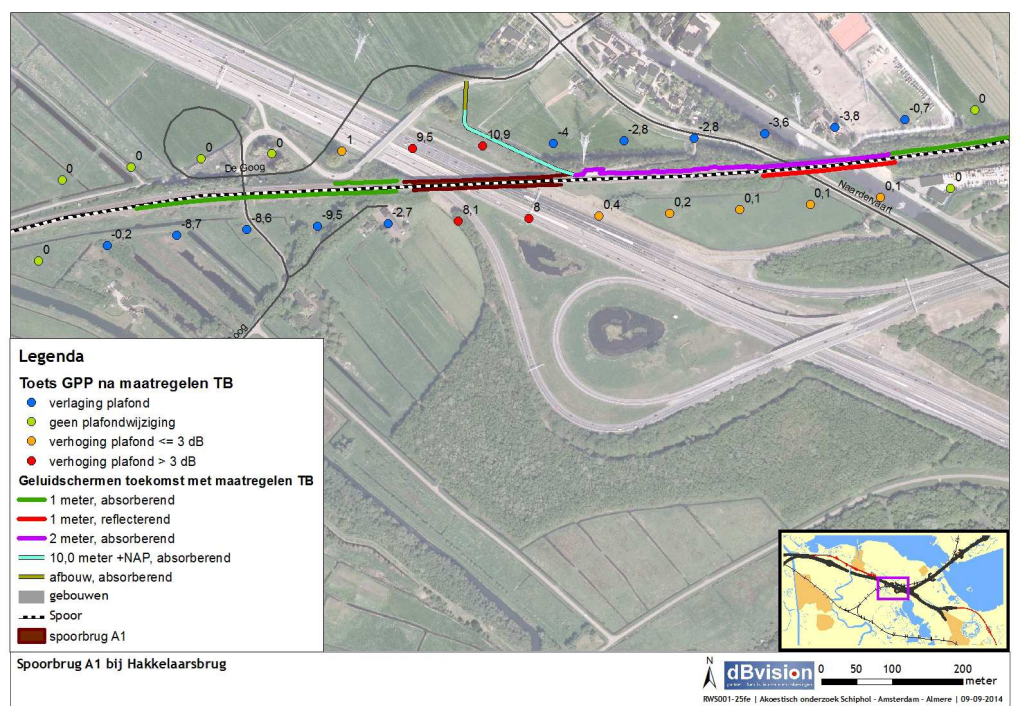 0
-0,7
-3,8
-3,6
-2,8
-2,8
-4
10,9
9,5
1
0
0
0
0
De Goog
0
Naardervaart
0,1
0,1
0,1
0,2
0,4
8
8,1
-2,7
-9,5
-8,6
-8,7
-0,2
0
oog
Legenda
Toets GPP na maatregelen TB
verlaging plafond
geen plafondwijziging
verhoging plafond <= 3 dB
verhoging plafond > 3 dB
Geluidschermen toekomst met maatregelen TB
1 meter, absorberend
1 meter, reflecterend
2 meter, absorberend
10,0 meter +NAP, absorberend
afbouw, absorberend
gebouwen
Spoor
spoorbrug A1
Spoorbrug A1 bij Hakkelaarsbrug
N
dBvision
0 50 100 200
meter
RWS001-25fe | Akoestisch onderzoek Schiphol - Amsterdam - Almere | 09-09-2014